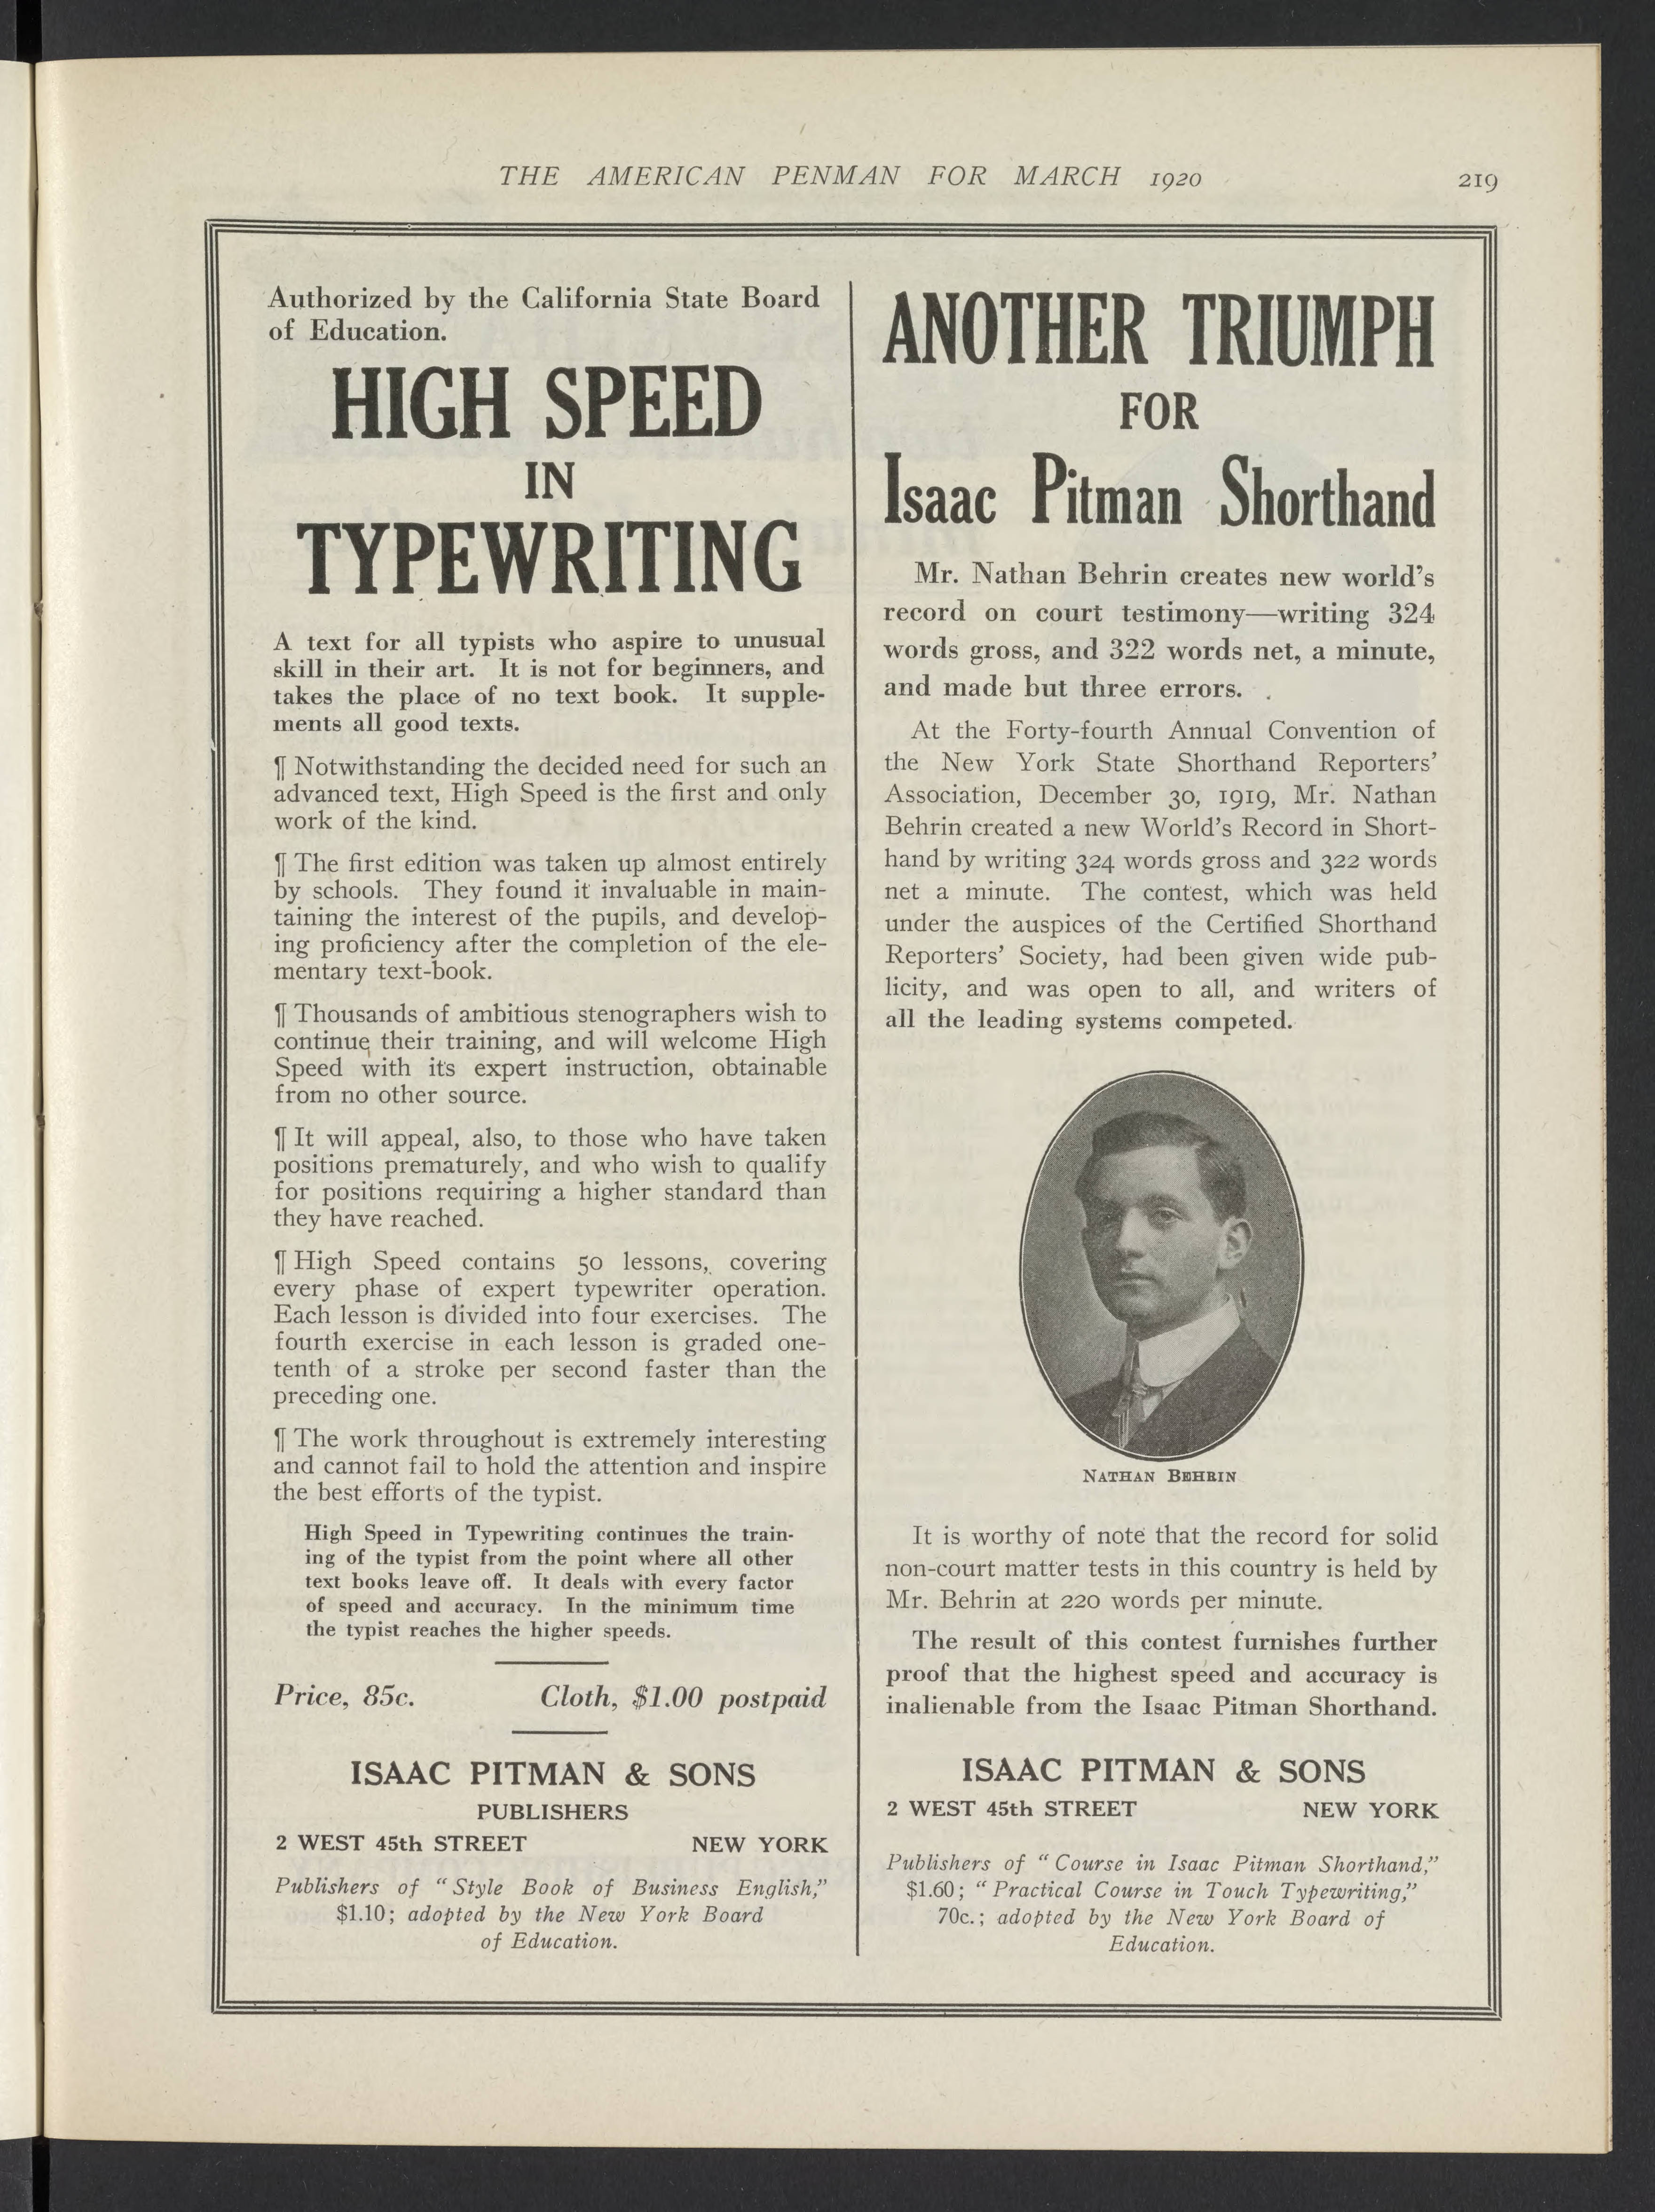 THE AMERICAN PENMAN FOR MARCH 1920
219
Authorized by the California State Board
of Education.
HIGH SPEED
IN
TYPEWRITING
A text for all typists who aspire to unusual
skill in their art. It is not for beginners, and
takes the place of no text book. It supple-
ments all good texts.
¶ Notwithstanding the decided need for such an
advanced text, High Speed is the first and only
work of the kind.
¶ The first edition was taken up almost entirely
by schools. They found it invaluable in main-
taining the interest of the pupils, and develop-
ing proficiency after the completion of the ele-
mentary text-book.
¶ Thousands of ambitious stenographers wish to
continue their training, and will welcome High
Speed with its expert instruction, obtainable
from no other source.
¶ It will appeal, also, to those who have taken
positions prematurely, and who wish to qualify
for positions requiring a higher standard than
they have reached.
¶ High Speed contains 50 lessons, covering
every phase of expert typewriter operation.
Each lesson is divided into four exercises. The
fourth exercise in each lesson is graded one-
tenth of a stroke per second faster than the
preceding one.
¶ The work throughout is extremely interesting
and cannot fail to hold the attention and inspire
the best efforts of the typist.
High Speed in Typewriting continues the train-
ing of the typist from the point where all other
text books leave off. It deals with every factor
of speed and accuracy. In the minimum time
the typist reaches the higher speeds.
Price, 85c. Cloth, $1.00 postpaid
ISAAC PITMAN & SONS
PUBLISHERS
2 WEST 45th STREET NEW YORK
Publishers of "Style Book of Business English,"
$1.10; adopted by the New York Board
of Education.
ANOTHER TRIUMPH
FOR
Isaac Pitman Shorthand
Mr. Nathan Behrin creates new world's
record on court testimony—writing 324
words gross, and 322 words net, a minute,
and made but three errors.
At the Forty-fourth Annual Convention of
the New York State Shorthand Reporters'
Association, December 30, 1919, Mr. Nathan
Behrin created a new World's Record in Short-
hand by writing 324 words gross and 322 words
net a minute. The contest, which was held
under the auspices of the Certified Shorthand
Reporters' Society, had been given wide pub-
licity, and was open to all, and writers of
all the leading systems competed.
NATHAN BEHRIN
It is worthy of note that the record for solid
non-court matter tests in this country is held by
Mr. Behrin at 220 words per minute.
The result of this contest furnishes further
proof that the highest speed and accuracy is
inalienable from the Isaac Pitman Shorthand.
ISAAC PITMAN & SONS
2 WEST 45th STREET NEW YORK
Publishers of "Course in Isaac Pitman Shorthand,"
$1.60; "Practical Course in Touch Typewriting,"
70c.; adopted by the New York Board of
Education.